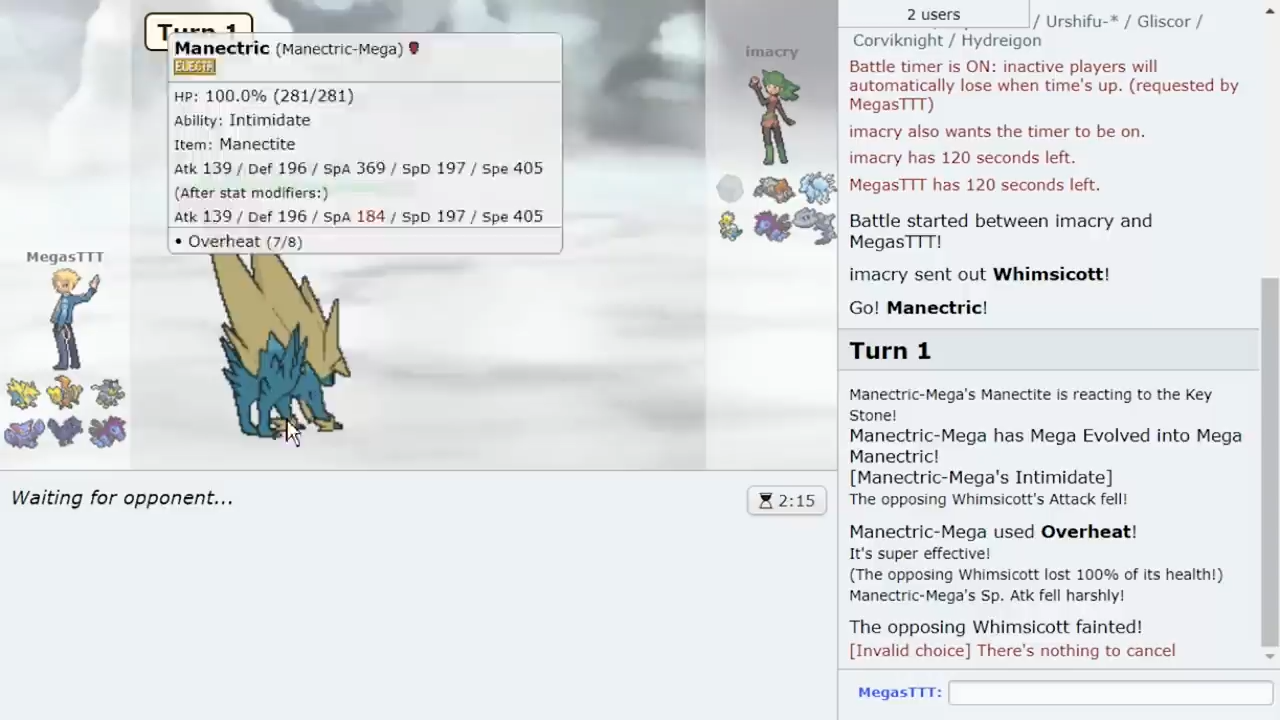 Turn 1
Manectric (Manectric-Mega)
ELECTR
HP: 100.0% (281/281)
Ability: Intimidate
Item: Manectite
Atk 139 / Def 196 / SpA 369 / SpD 197 / Spe 405
(After stat modifiers:)
Atk 139 / Def 196 / SpA 184 / SpD 197 / Spe 405
• Overheat (7/8)
imacry
MegasTTT
Waiting for opponent...
2:15
2 users
/ Urshifu-* / Gliscor /
Corviknight / Hydreigon
Battle timer is ON: inactive players will
automatically lose when time's up. (requested by
MegasTTT)
imacry also wants the timer to be on.
imacry has 120 seconds left.
MegasTTT has 120 seconds left.
Battle started between imacry and
MegasTTT!
imacry sent out Whimsicott!
Go! Manectric!
Turn 1
Manectric-Mega's Manectite is reacting to the Key
Stone!
Manectric-Mega has Mega Evolved into Mega
Manectric!
[Manectric-Mega's Intimidate]
The opposing Whimsicott's Attack fell!
Manectric-Mega used Overheat!
It's super effective!
(The opposing Whimsicott lost 100% of its health!)
Manectric-Mega's Sp. Atk fell harshly!
The opposing Whimsicott fainted!
[Invalid choice] There's nothing to cancel
MegasTTT: